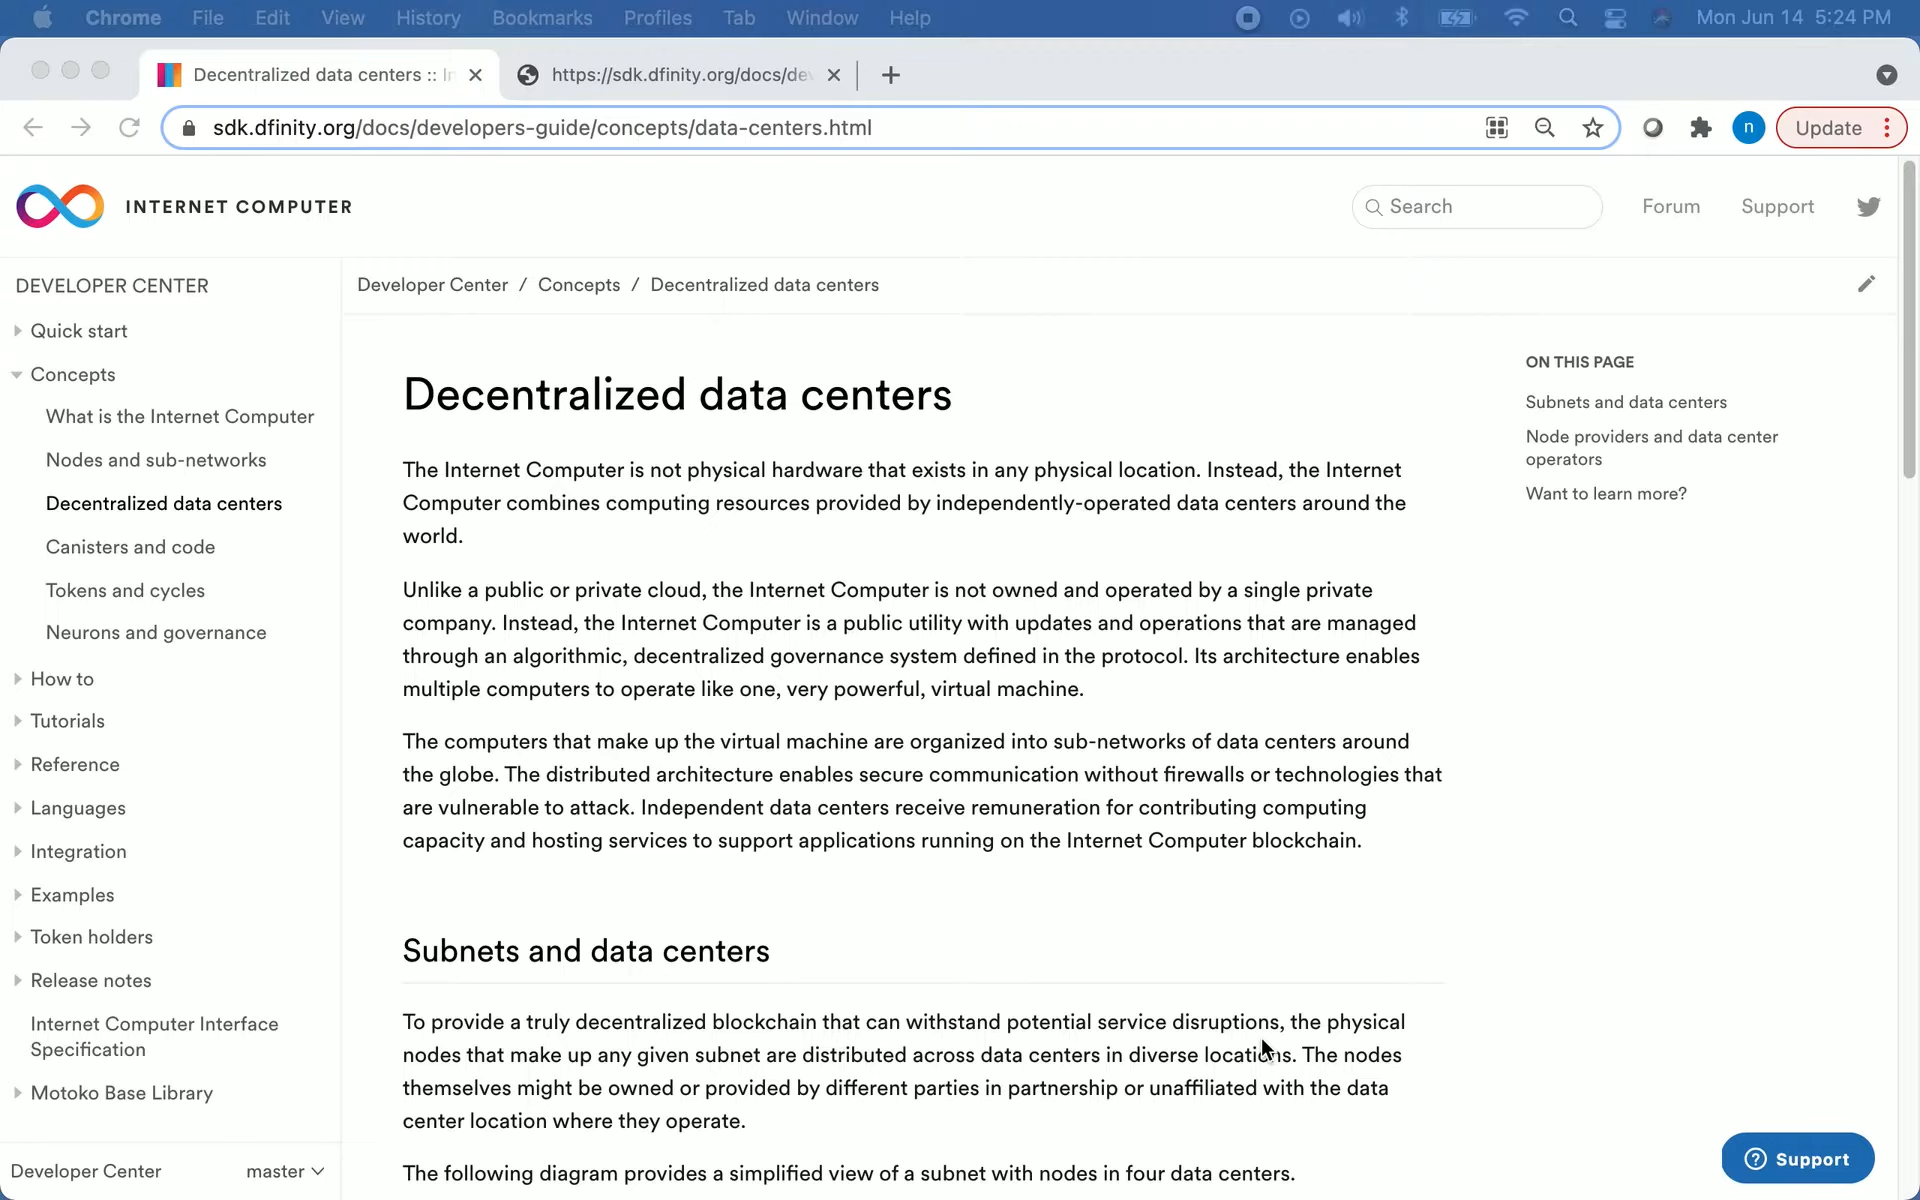 Chrome File Edit View History Bookmarks Profiles Tab Window Help Mon Jun 14 5:24 PM
Decentralized data centers :: In https://sdk.dfinity.org/docs/de
sdk.dfinity.org/docs/developers-guide/concepts/data-centers.html n Update
INTERNET COMPUTER Search Forum Support
DEVELOPER CENTER
Quick start
Concepts
What is the Internet Computer
Nodes and sub-networks
Decentralized data centers
Canisters and code
Tokens and cycles
Neurons and governance
How to
Tutorials
Reference
Languages
Integration
Examples
Token holders
Release notes
Internet Computer Interface
Specification
Motoko Base Library
Developer Center master
Developer Center / Concepts / Decentralized data centers
Decentralized data centers
The Internet Computer is not physical hardware that exists in any physical location. Instead, the Internet
Computer combines computing resources provided by independently-operated data centers around the
world.
Unlike a public or private cloud, the Internet Computer is not owned and operated by a single private
company. Instead, the Internet Computer is a public utility with updates and operations that are managed
through an algorithmic, decentralized governance system defined in the protocol. Its architecture enables
multiple computers to operate like one, very powerful, virtual machine.
The computers that make up the virtual machine are organized into sub-networks of data centers around
the globe. The distributed architecture enables secure communication without firewalls or technologies that
are vulnerable to attack. Independent data centers receive remuneration for contributing computing
capacity and hosting services to support applications running on the Internet Computer blockchain.
Subnets and data centers
To provide a truly decentralized blockchain that can withstand potential service disruptions, the physical
nodes that make up any given subnet are distributed across data centers in diverse locations. The nodes
themselves might be owned or provided by different parties in partnership or unaffiliated with the data
center location where they operate.
The following diagram provides a simplified view of a subnet with nodes in four data centers.
ON THIS PAGE
Subnets and data centers
Node providers and data center
operators
Want to learn more?
Support